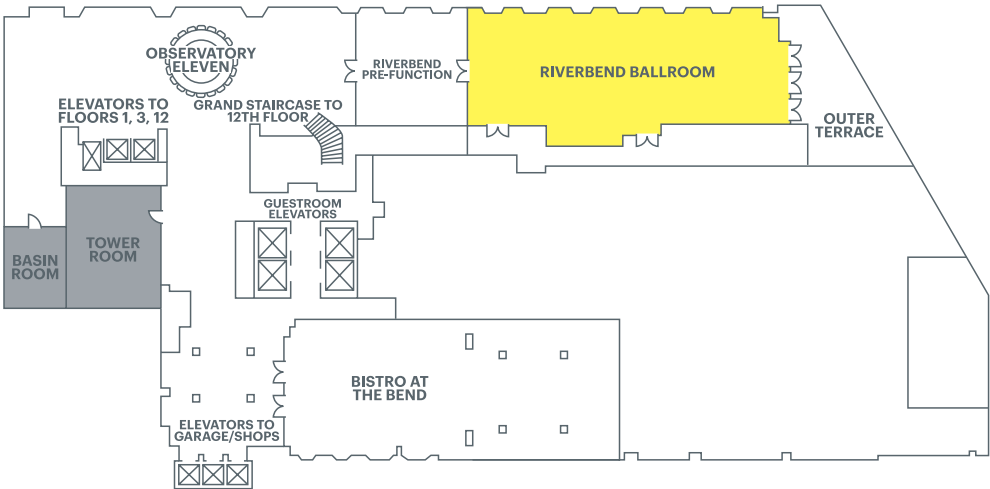 OBSERVATORY
ELEVEN
RIVERBEND
PRE-FUNCTION
RIVERBEND BALLROOM
ELEVATORS TO
FLOORS 1, 3, 12
GRAND STAIRCASE TO
12TH FLOOR
OUTER
TERRACE
GUESTROOM
ELEVATORS
TOWER
ROOM
BASIN
ROOM
BISTRO AT
THE BEND
ELEVATORS TO
GARAGE/SHOPS